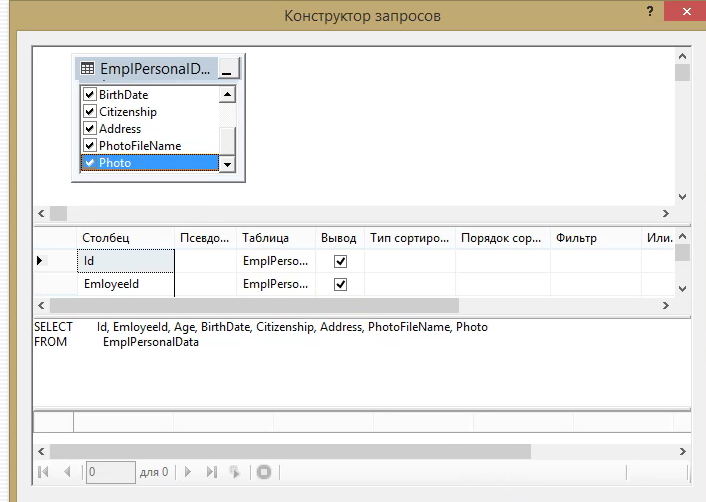 Конструктор запросов
? ×
EmplPersonalD...
BirthDate
Citizenship
Address
PhotoFileName
Photo
Столбец Псевдо... Таблица Вывод Тип сортиро... Порядок сор... Фильтр Или.
Id EmplPerso...
EmloyeeId EmplPerso...
SELECT Id, EmloyeeId, Age, BirthDate, Citizenship, Address, PhotoFileName, Photo
FROM EmplPersonalData
0 для 0